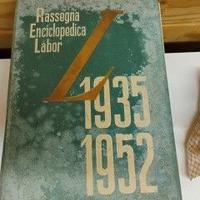 Rassegna
Enciclopedica
Labor
L
1935
1952